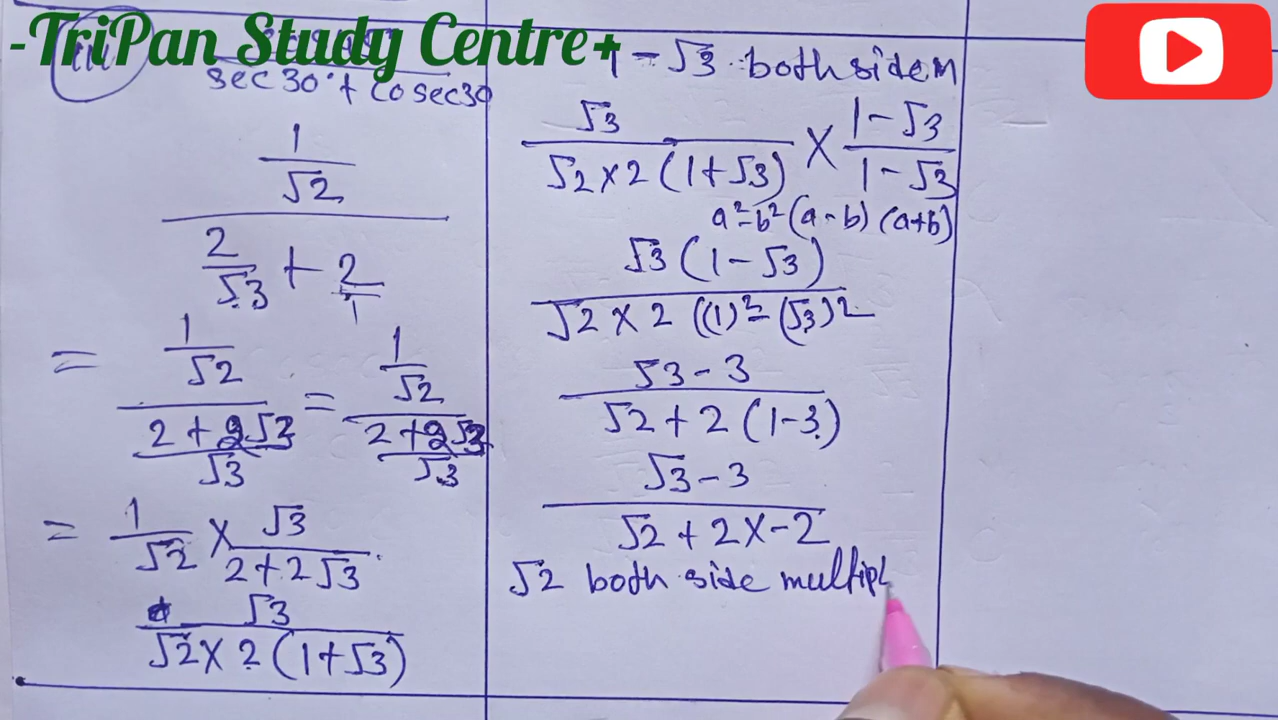 -TriPan Study Centre+
(iii)
sec 30° + cosec 30
1
√2
2/√3 + 2/1
= 1/√2 = 1/√2
2 + 2√3 2 + 2√3
√3 √3
= 1/√2 × √3/(2 + 2√3)
√3
√2 × 2 (1 + √3)
1 - √3 both side m
√3/(√2 × 2 (1 + √3)) × (1 - √3)/(1 - √3)
a² = b² (a - b) (a + b)
√3 (1 - √3)
√2 × 2 ((1)² = (√3)²
√3 - 3
√2 + 2 (1 - 3)
√3 - 3
√2 + 2 × - 2
√2 both side multipl